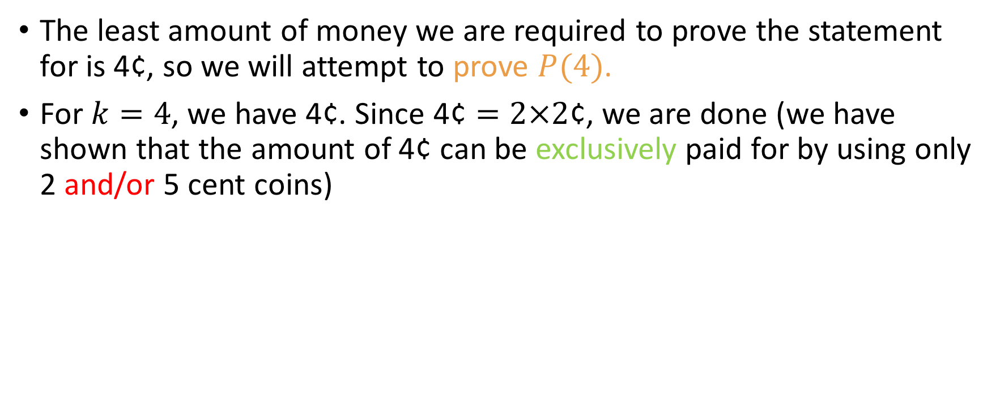 • The least amount of money we are required to prove the statement
for is 4¢, so we will attempt to prove 𝑃(4).
• For 𝑘 = 4, we have 4¢. Since 4¢ = 2×2¢, we are done (we have
shown that the amount of 4¢ can be exclusively paid for by using only
2 and/or 5 cent coins)